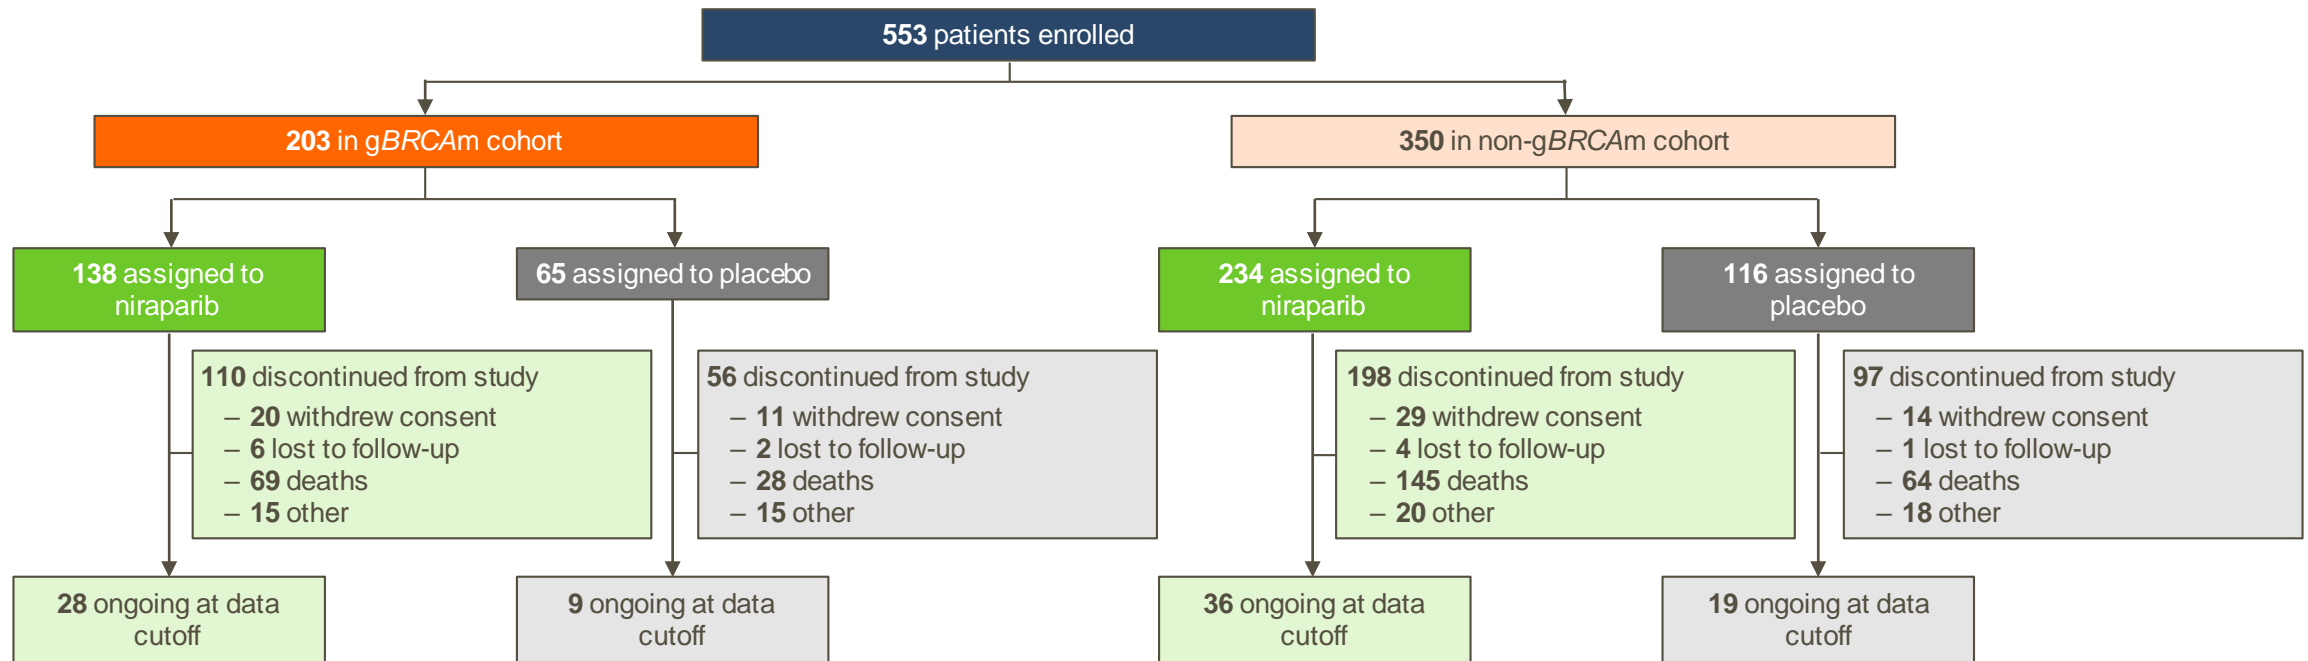 553 patients enrolled
203 in gBRCAm cohort
350 in non-gBRCAm cohort
138 assigned to
niraparib
65 assigned to placebo
234 assigned to
niraparib
116 assigned to
placebo
110 discontinued from study
– 20 withdrew consent
– 6 lost to follow-up
– 69 deaths
– 15 other
56 discontinued from study
– 11 withdrew consent
– 2 lost to follow-up
– 28 deaths
– 15 other
198 discontinued from study
– 29 withdrew consent
– 4 lost to follow-up
– 145 deaths
– 20 other
97 discontinued from study
– 14 withdrew consent
– 1 lost to follow-up
– 64 deaths
– 18 other
28 ongoing at data
cutoff
9 ongoing at data
cutoff
36 ongoing at data
cutoff
19 ongoing at data
cutoff